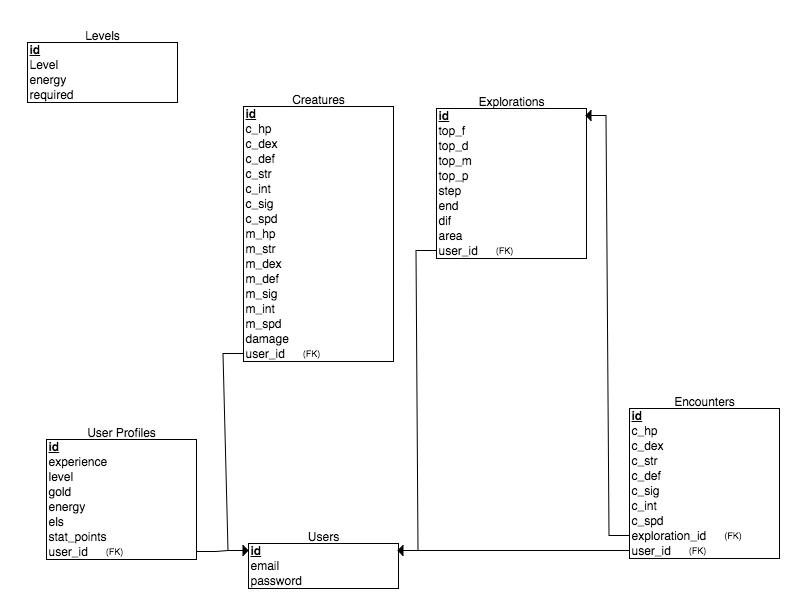 Levels
id
Level
energy
required
Creatures
id
c_hp
c_dex
c_def
c_str
c_int
c_sig
c_spd
m_hp
m_str
m_dex
m_def
m_sig
m_int
m_spd
damage
user_id (FK)
Explorations
id
top_f
top_d
top_m
top_p
step
end
dif
area
user_id (FK)
Encounters
id
c_hp
c_dex
c_str
c_def
c_sig
c_int
c_spd
exploration_id (FK)
user_id (FK)
User Profiles
id
experience
level
gold
energy
els
stat_points
user_id (FK)
Users
id
email
password